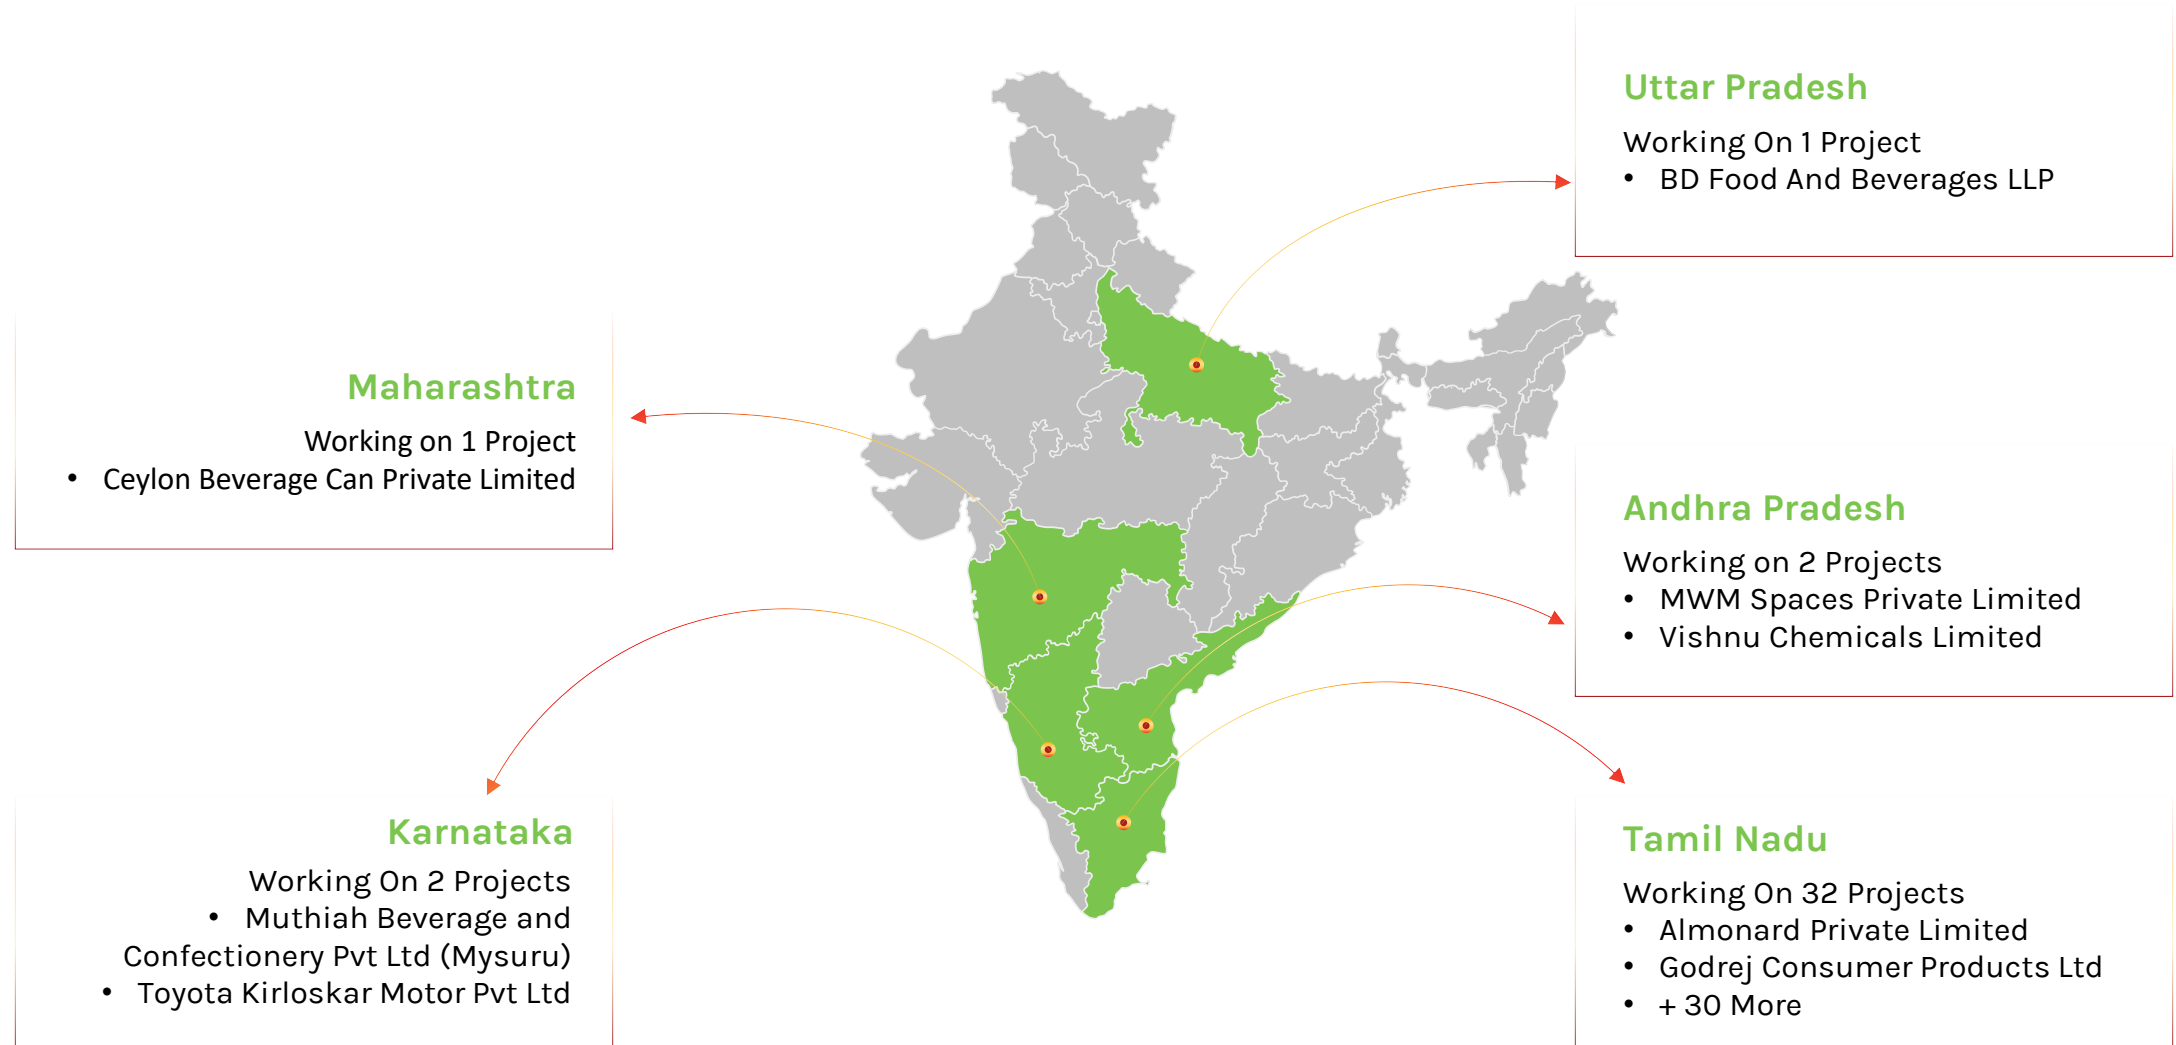 Uttar Pradesh
Working On 1 Project
• BD Food And Beverages LLP
Maharashtra
Working on 1 Project
• Ceylon Beverage Can Private Limited
Andhra Pradesh
Working on 2 Projects
• MWM Spaces Private Limited
• Vishnu Chemicals Limited
Karnataka
Working On 2 Projects
• Muthiah Beverage and
Confectionery Pvt Ltd (Mysuru)
• Toyota Kirloskar Motor Pvt Ltd
Tamil Nadu
Working On 32 Projects
• Almonard Private Limited
• Godrej Consumer Products Ltd
• + 30 More